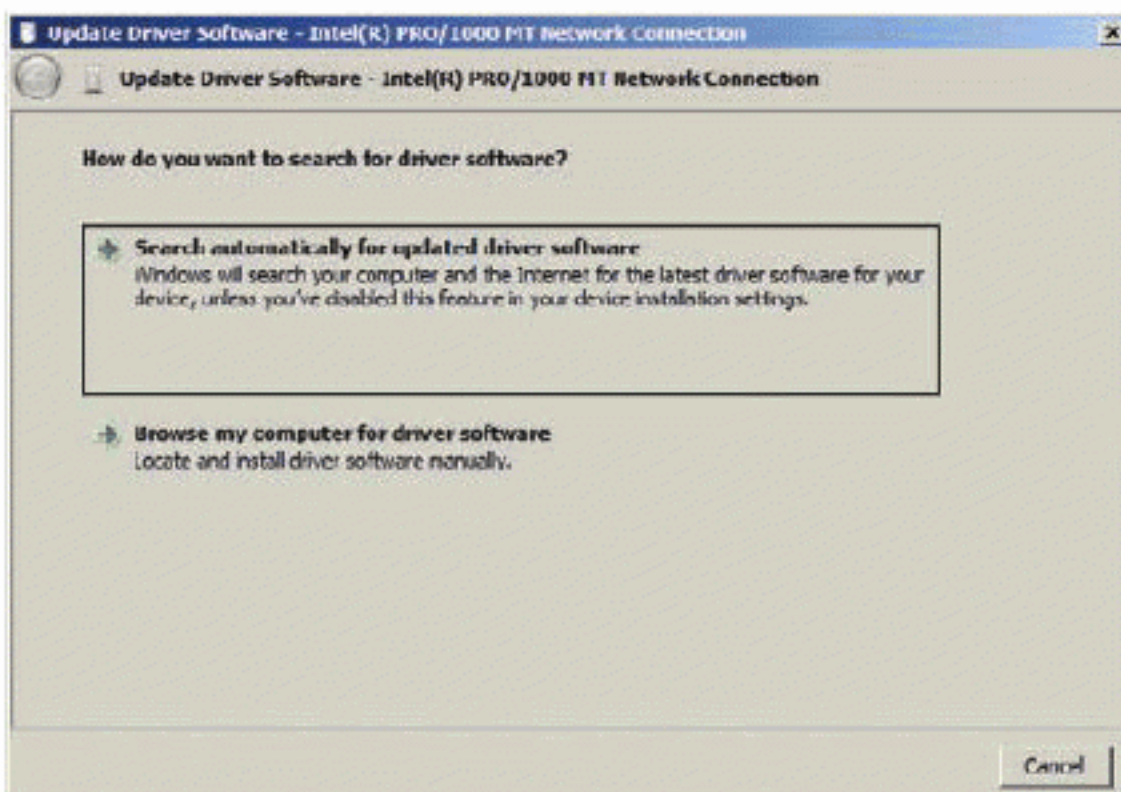 Update Driver Software - Intel(R) PRO/1000 MT Network Connection
Update Driver Software - Intel(R) PRO/1000 MT Network Connection
How do you want to search for driver software?
Search automatically for updated driver software
Windows will search your computer and the Internet for the latest driver software for your
device, unless you've disabled this feature in your device installation settings.
Browse my computer for driver software
Locate and install driver software manually.
Cancel